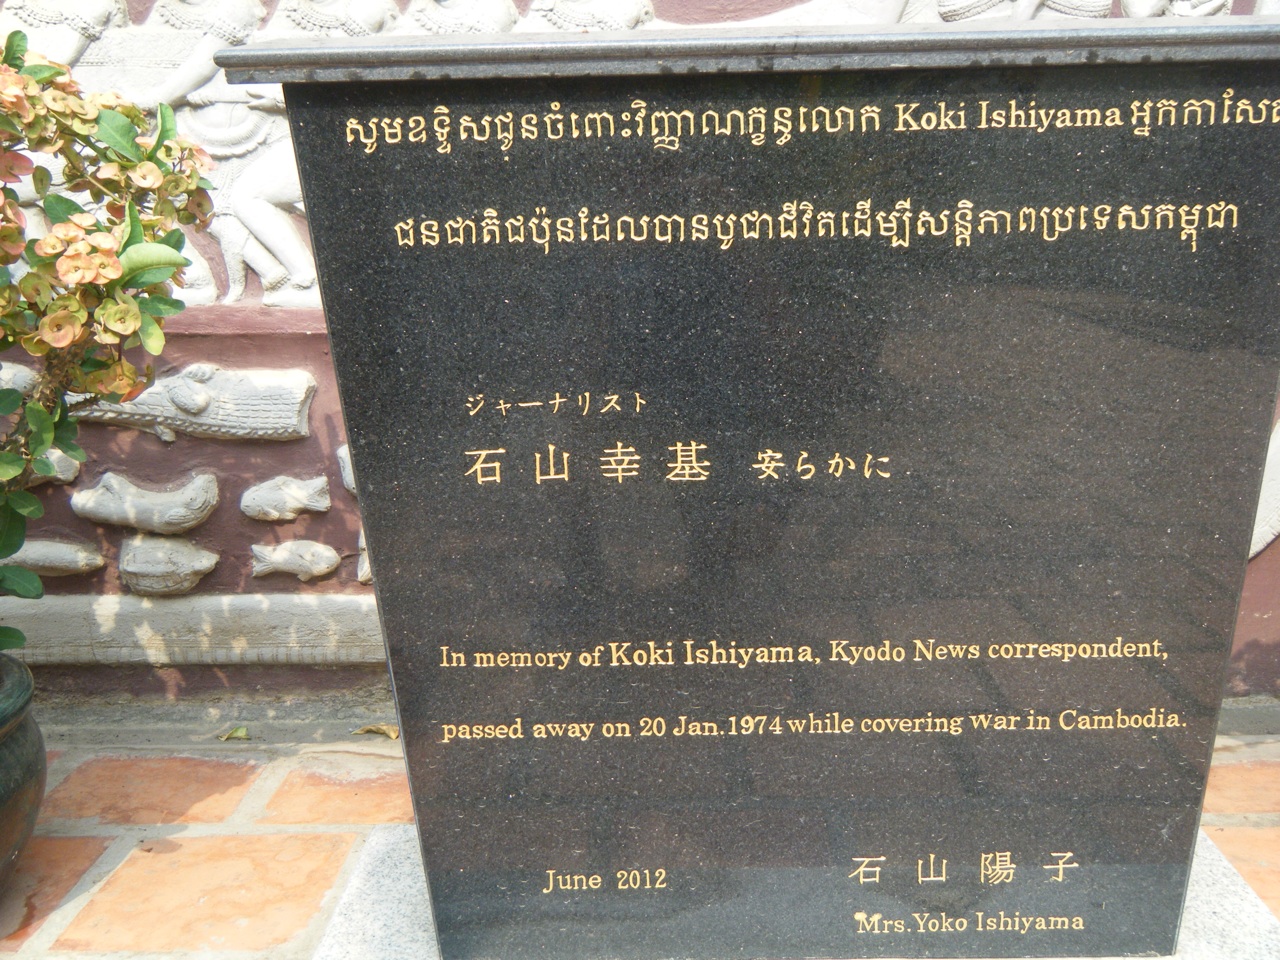 សូមឧទ្ទិសជូនចំពោះវិញ្ញាណក្ខន្ធលោក Koki Ishiyama អ្នកកាសែត
ជនជាតិជប៉ុនដែលបានបូជាជីវិតដើម្បីសន្តិភាពប្រទេសកម្ពុជា
ジャーナリスト
石山幸基 安らかに
In memory of Koki Ishiyama, Kyodo News correspondent,
passed away on 20 Jan.1974 while covering war in Cambodia.
June 2012 石山陽子
Mrs.Yoko Ishiyama